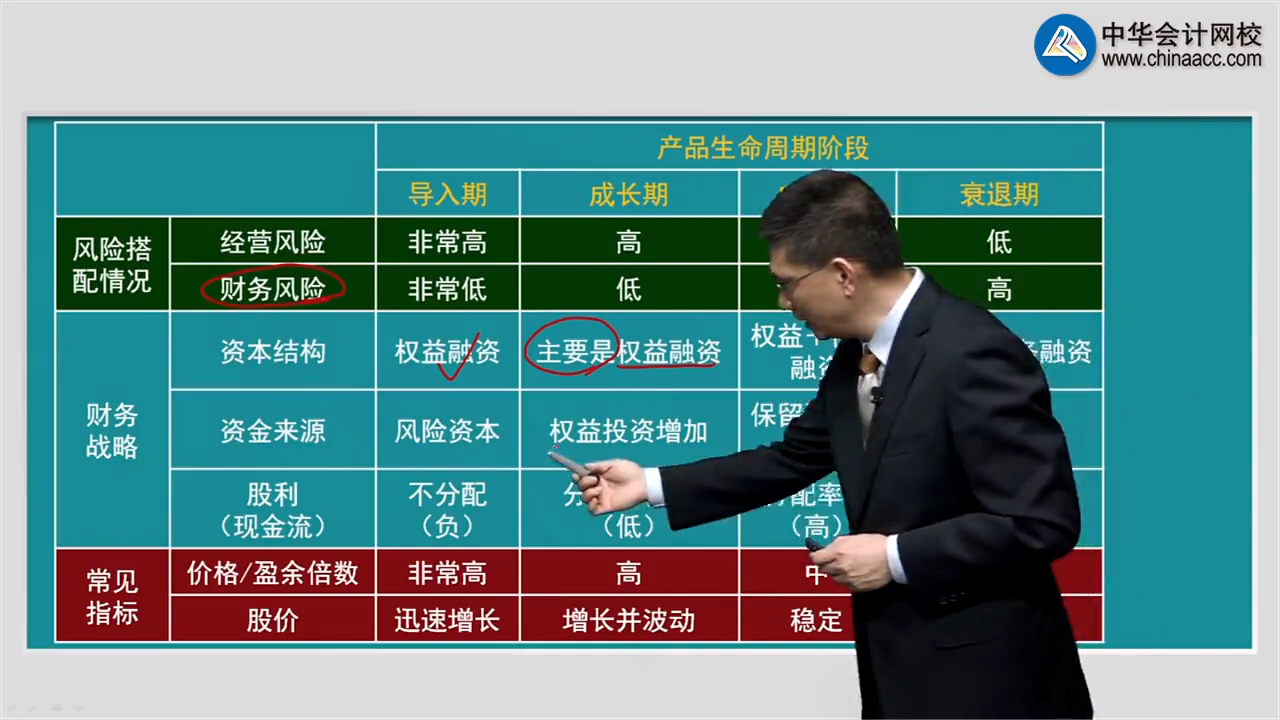 中华会计网校
www.chinaacc.com
产品生命周期阶段
导入期
成长期
衰退期
风险搭
配情况
经营风险
非常高
高
低
财务风险
非常低
低
高
财务
战略
资本结构
权益融资
主要是权益融资
权益
融
融资
资金来源
风险资本
权益投资增加
保留
股利
（现金流）
不分配
（负）
（低）
配率
（高）
常见
指标
价格/盈余倍数
非常高
高
中
股价
迅速增长
增长并波动
稳定